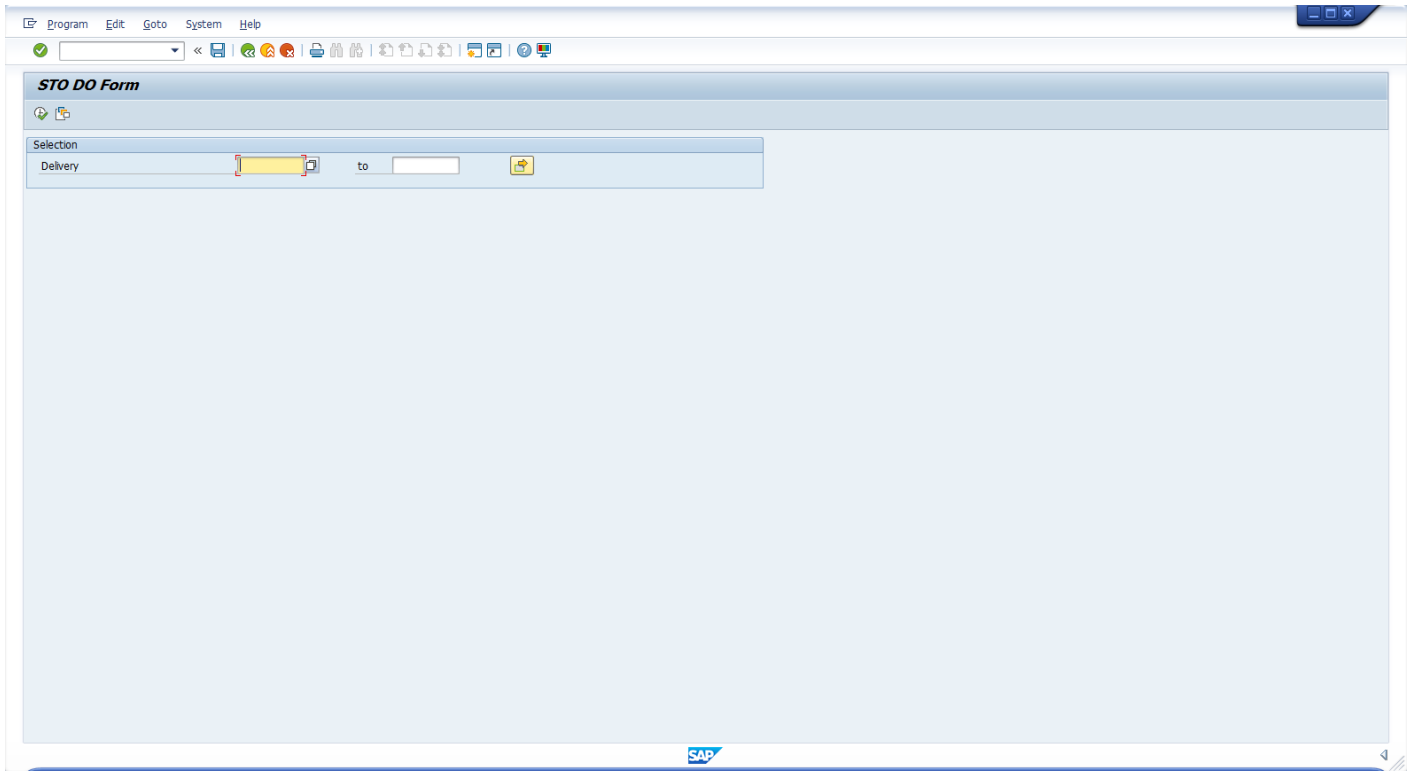 Program Edit Goto System Help
STO DO Form
Selection
Delivery to
SAP